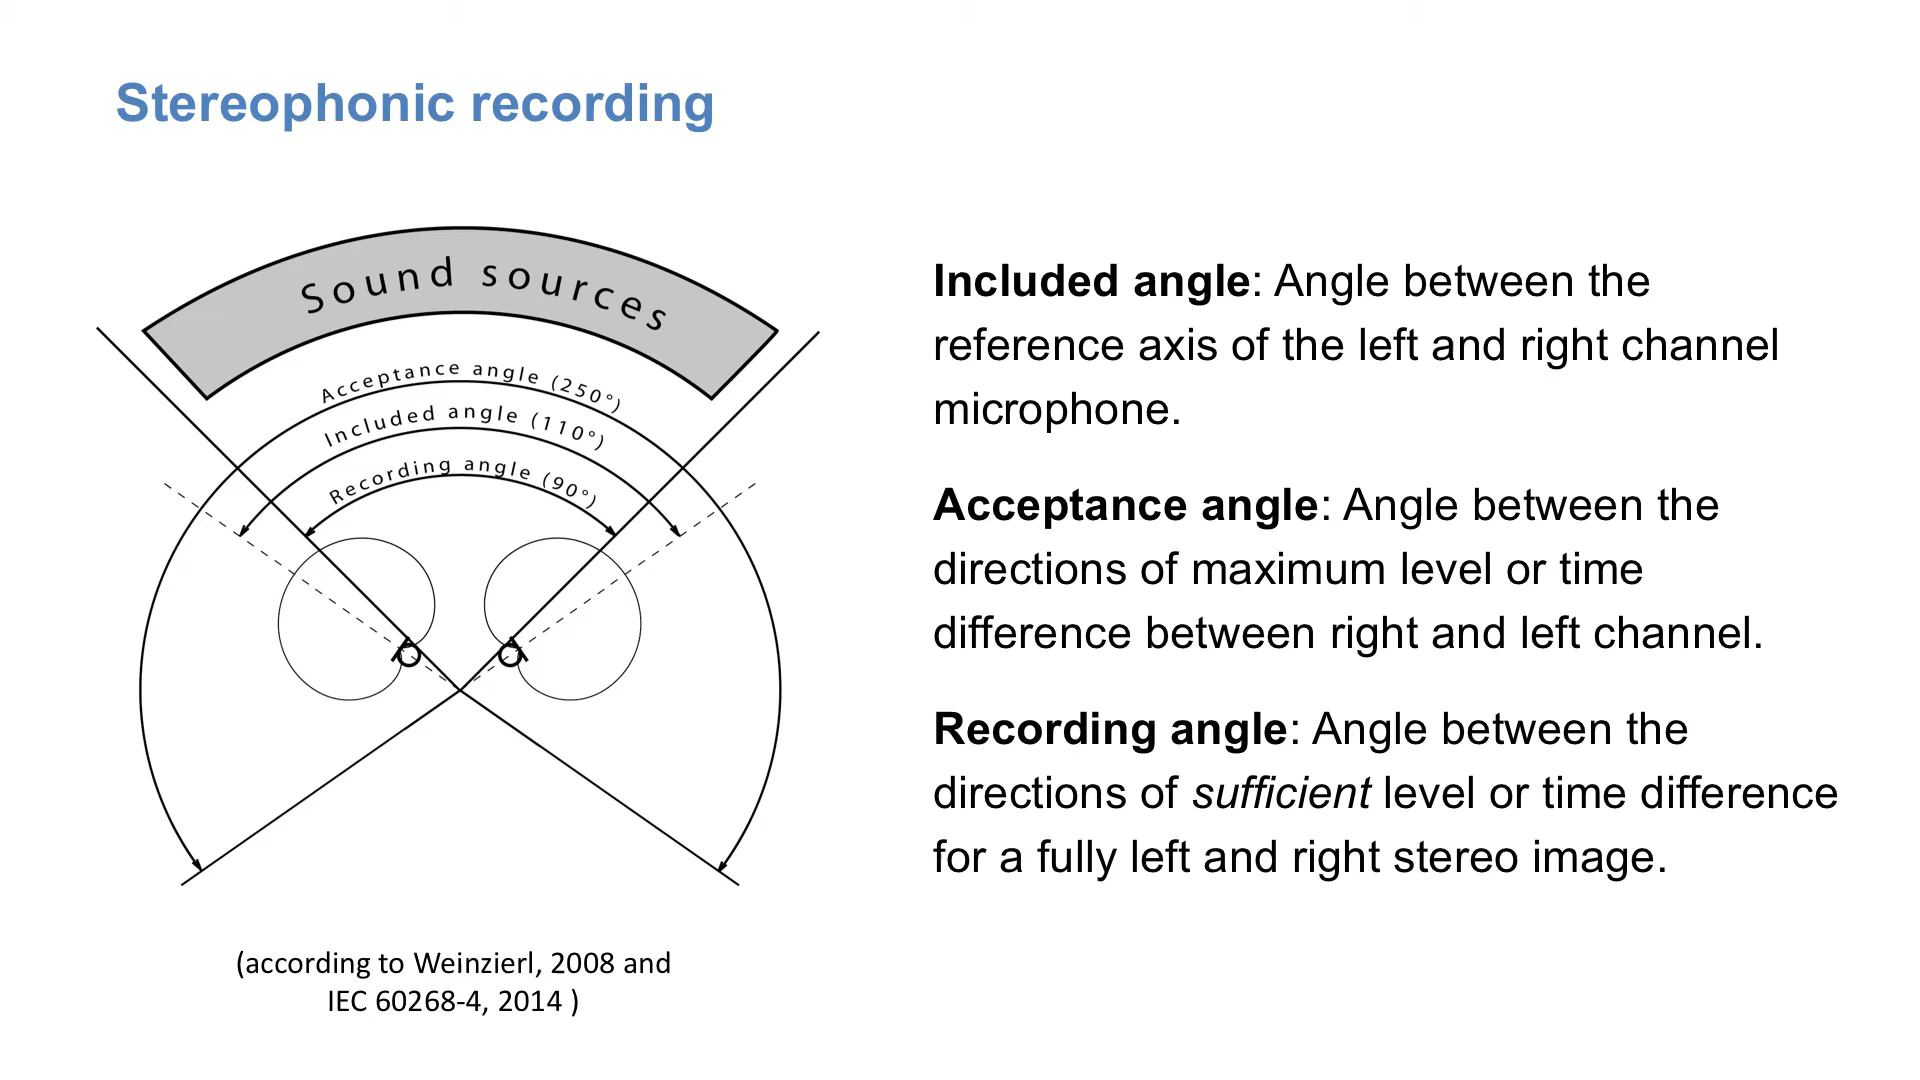 Stereophonic recording
Sound sources
Acceptance angle (250°)
Included angle (110°)
Recording angle (90°)
(according to Weinzierl, 2008 and
IEC 60268-4, 2014 )
Included angle: Angle between the
reference axis of the left and right channel
microphone.
Acceptance angle: Angle between the
directions of maximum level or time
difference between right and left channel.
Recording angle: Angle between the
directions of sufficient level or time difference
for a fully left and right stereo image.